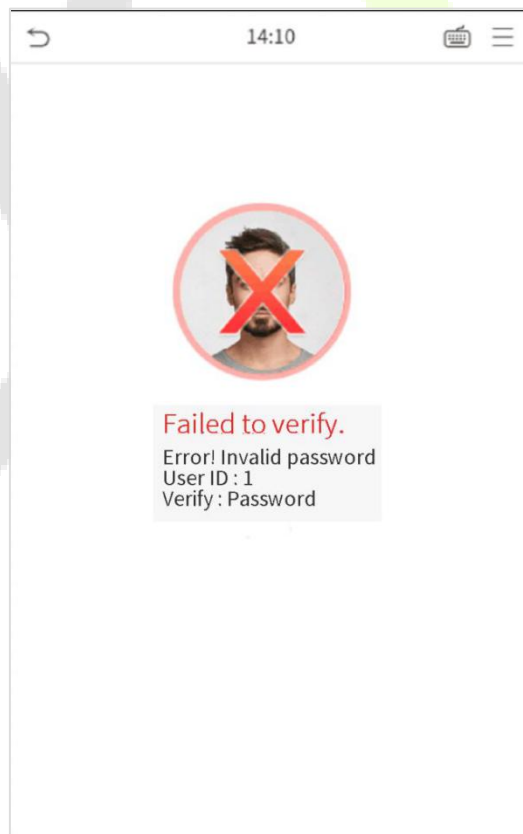 14:10
Failed to verify.
Error! Invalid password
User ID : 1
Verify : Password